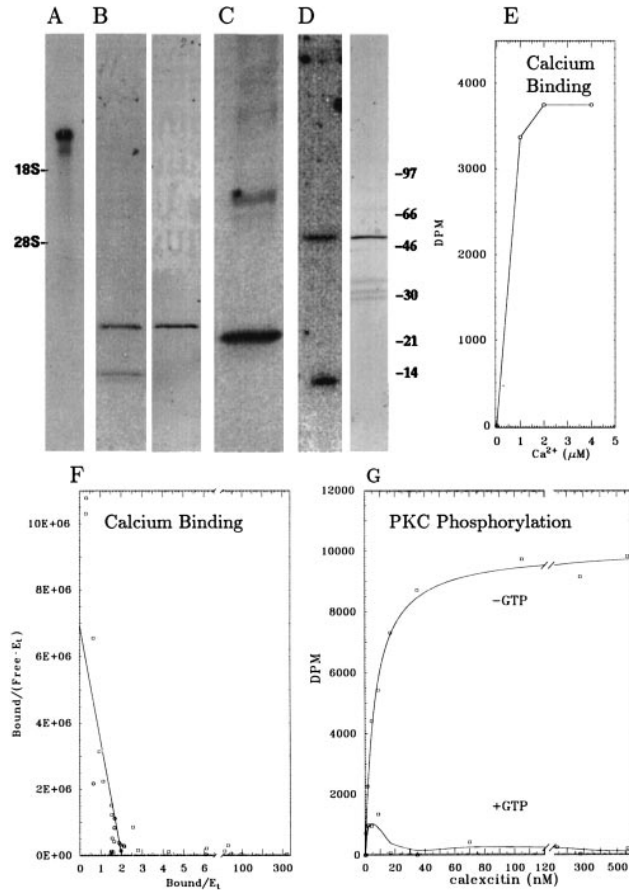 A B C D E
18S-
28S-
-97
-66
-46
-30
-21
-14
Calcium
Binding
4000
3000
2000
1000
0
DPM
0 1 2 3 4 5
Ca²⁺ (μM)
F
Calcium Binding
10E+06
8E+06
6E+06
4E+06
2E+06
0E+00
Bound/(Free·Eₜ)
0 1 2 3 4 5 6 100 300
Bound/Eₜ
G
PKC Phosphorylation
12000
10000
8000
6000
4000
2000
0
DPM
-GTP
+GTP
0 20 40 60 80 100 120 300 500
calexcitin (nM)